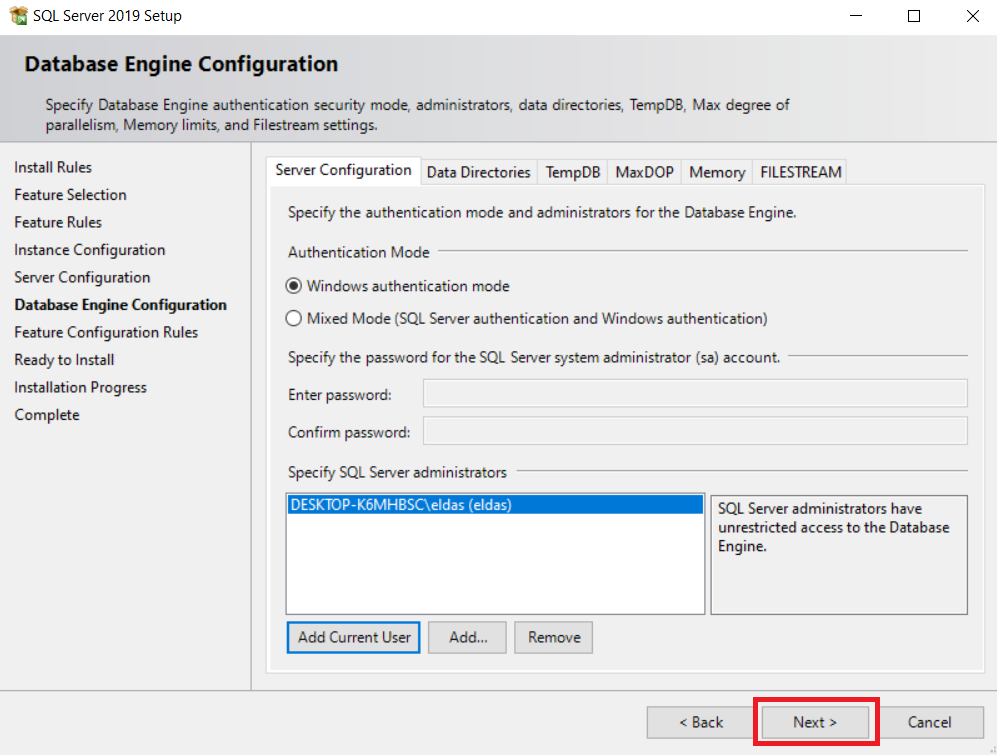 SQL Server 2019 Setup
Database Engine Configuration
Specify Database Engine authentication security mode, administrators, data directories, TempDB, Max degree of
parallelism, Memory limits, and Filestream settings.
Install Rules
Feature Selection
Feature Rules
Instance Configuration
Server Configuration
Database Engine Configuration
Feature Configuration Rules
Ready to Install
Installation Progress
Complete
Server Configuration Data Directories TempDB MaxDOP Memory FILESTREAM
Specify the authentication mode and administrators for the Database Engine.
Authentication Mode
Windows authentication mode
Mixed Mode (SQL Server authentication and Windows authentication)
Specify the password for the SQL Server system administrator (sa) account.
Enter password:
Confirm password:
Specify SQL Server administrators
DESKTOP-K6MHBSC\eldas (eldas)
SQL Server administrators have
unrestricted access to the Database
Engine.
Add Current User Add... Remove
< Back Next > Cancel